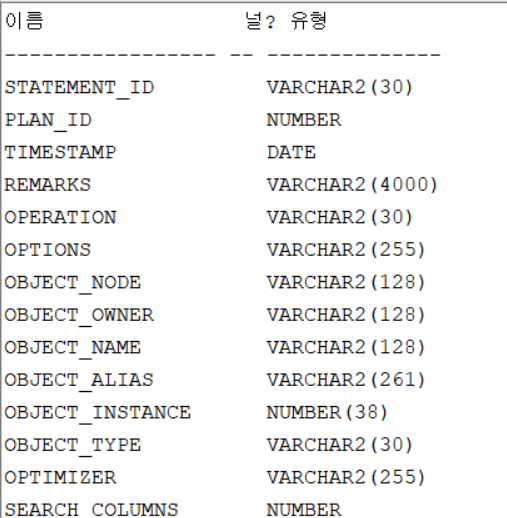 이름 널? 유형
----------------- -- --------------
STATEMENT_ID VARCHAR2(30)
PLAN_ID NUMBER
TIMESTAMP DATE
REMARKS VARCHAR2(4000)
OPERATION VARCHAR2(30)
OPTIONS VARCHAR2(255)
OBJECT_NODE VARCHAR2(128)
OBJECT_OWNER VARCHAR2(128)
OBJECT_NAME VARCHAR2(128)
OBJECT_ALIAS VARCHAR2(261)
OBJECT_INSTANCE NUMBER(38)
OBJECT_TYPE VARCHAR2(30)
OPTIMIZER VARCHAR2(255)
SEARCH_COLUMNS NUMBER